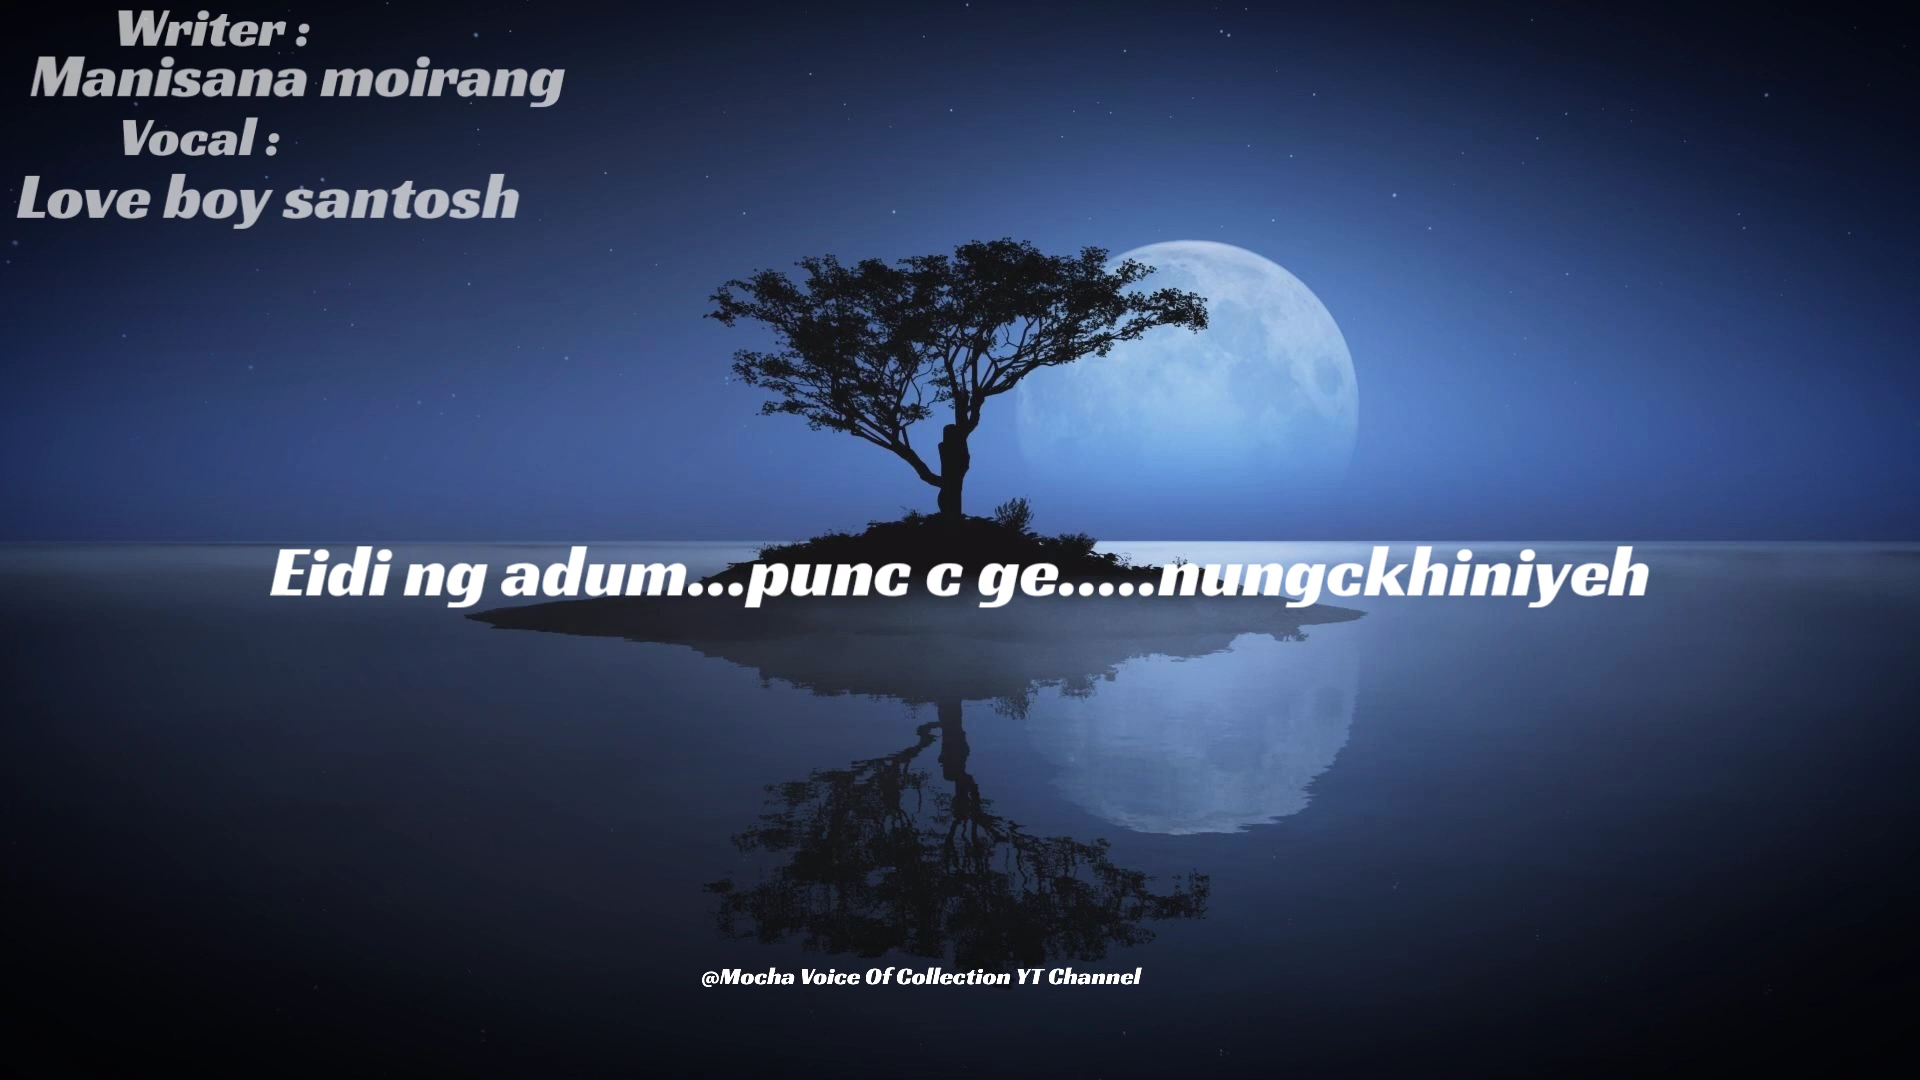 Writer :
Manisana moirang
Vocal :
Love boy santosh
Eidi ng adum...punc c ge.....nungckhiniyeh
@Mocha Voice Of Collection YT Channel